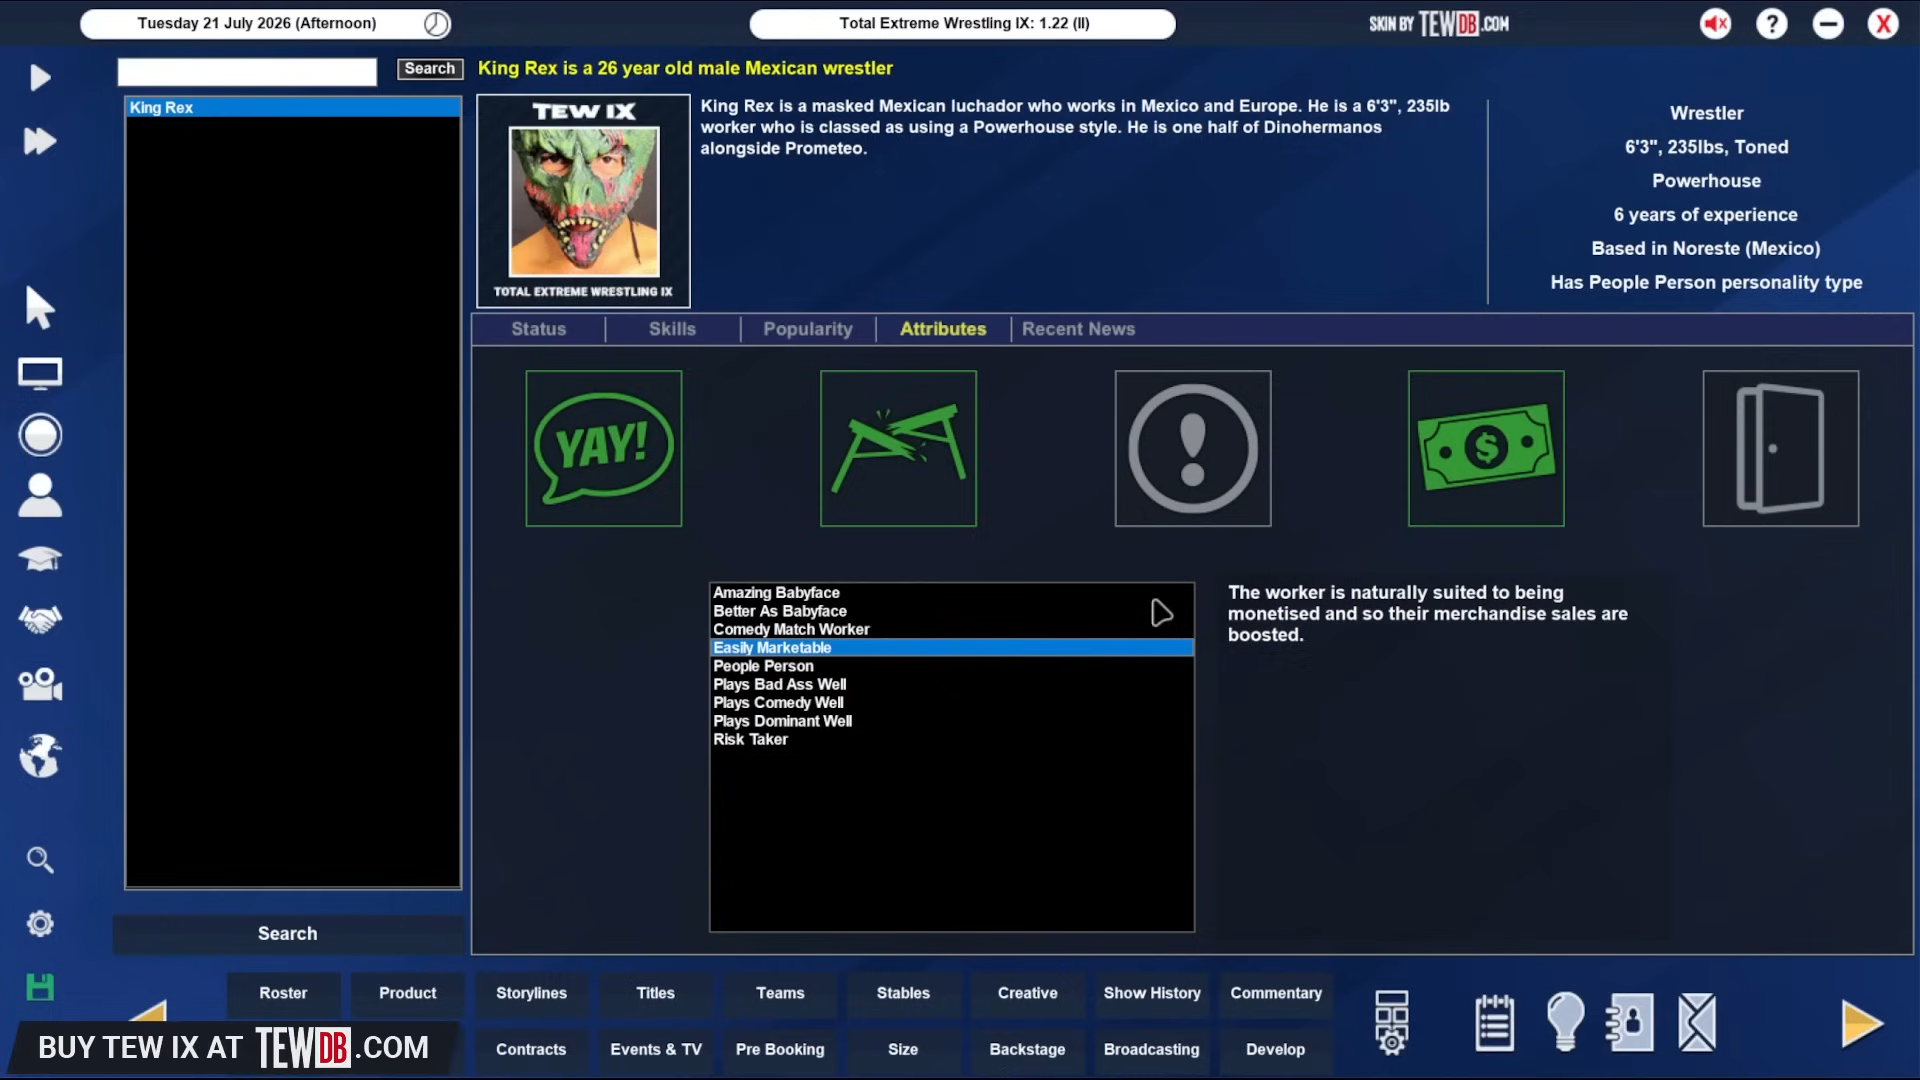 Tuesday 21 July 2026 (Afternoon)
Total Extreme Wrestling IX: 1.22 (II)
SKIN BY TEWDB.COM
Search
King Rex is a 26 year old male Mexican wrestler
King Rex
TEW IX
TOTAL EXTREME WRESTLING IX
King Rex is a masked Mexican luchador who works in Mexico and Europe. He is a 6'3", 235lb
worker who is classed as using a Powerhouse style. He is one half of Dinohermanos
alongside Prometeo.
Wrestler
6'3", 235lbs, Toned
Powerhouse
6 years of experience
Based in Noreste (Mexico)
Has People Person personality type
Status
Skills
Popularity
Attributes
Recent News
YAY!
Amazing Babyface
Better As Babyface
Comedy Match Worker
Easily Marketable
People Person
Plays Bad Ass Well
Plays Comedy Well
Plays Dominant Well
Risk Taker
The worker is naturally suited to being
monetised and so their merchandise sales are
boosted.
Search
Roster
Product
Storylines
Titles
Teams
Stables
Creative
Show History
Commentary
Contracts
Events & TV
Pre Booking
Size
Backstage
Broadcasting
Develop
BUY TEW IX AT TEWDB.COM